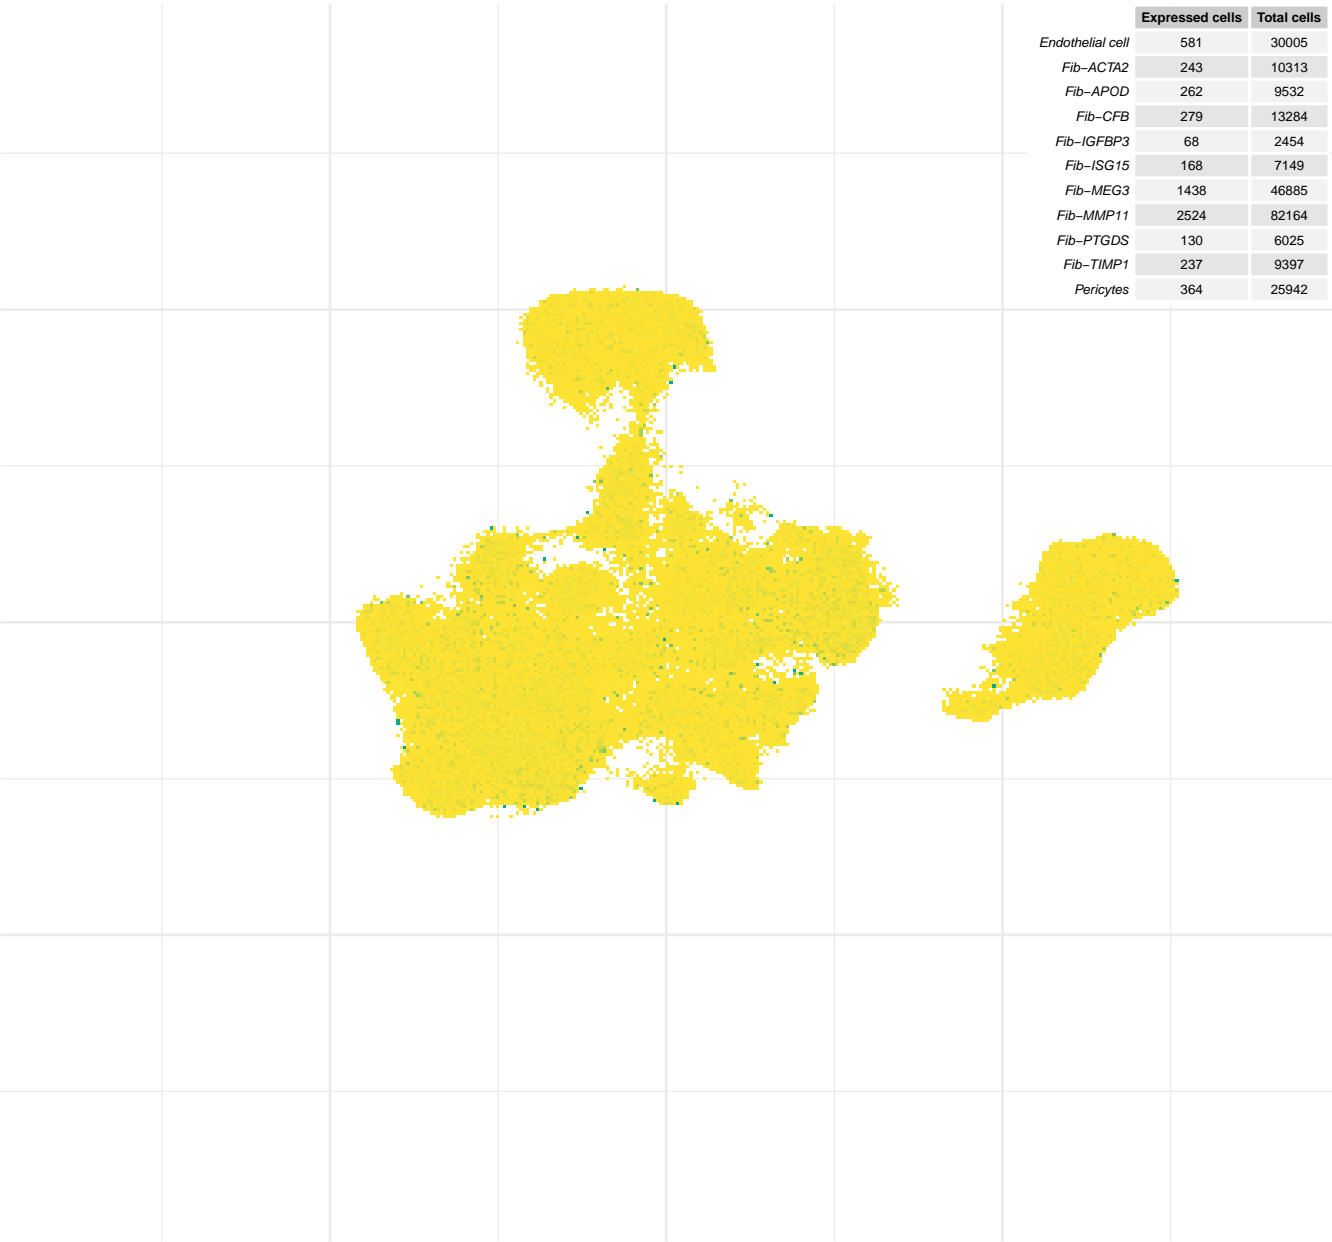 Expressed cells Total cells
Endothelial cell 581 30005
Fib−ACTA2 243 10313
Fib−APOD 262 9532
Fib−CFB 279 13284
Fib−IGFBP3 68 2454
Fib−ISG15 168 7149
Fib−MEG3 1438 46885
Fib−MMP11 2524 82164
Fib−PTGDS 130 6025
Fib−TIMP1 237 9397
Pericytes 364 25942